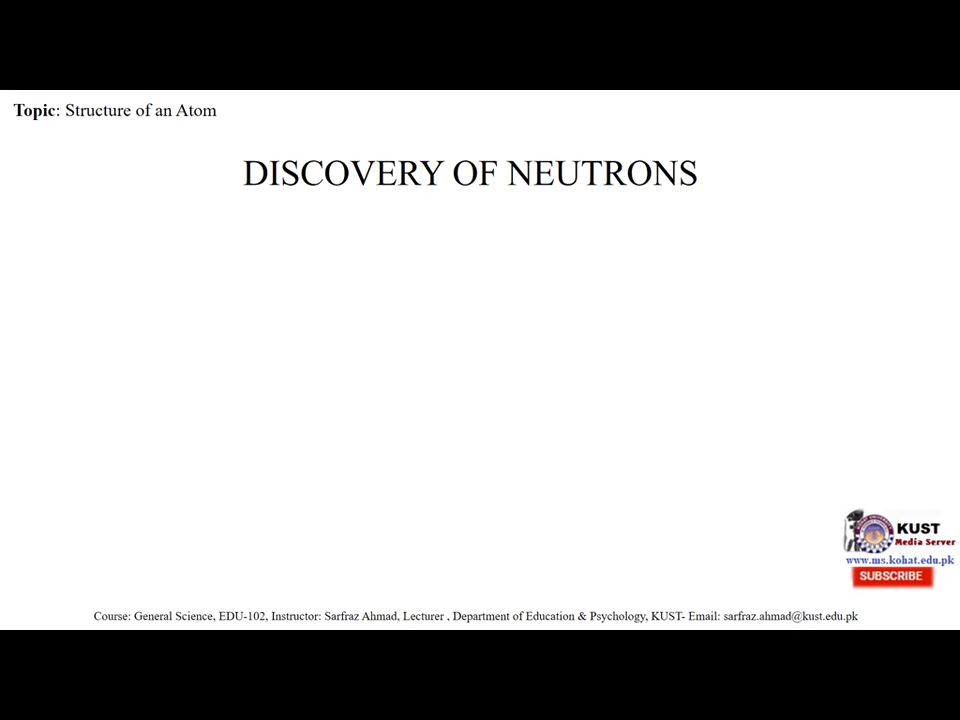 Topic: Structure of an Atom
DISCOVERY OF NEUTRONS
KUST
Media Server
www.ms.kohat.edu.pk
SUBSCRIBE
Course: General Science, EDU-102, Instructor: Sarfraz Ahmad, Lecturer , Department of Education & Psychology, KUST- Email: sarfraz.ahmad@kust.edu.pk